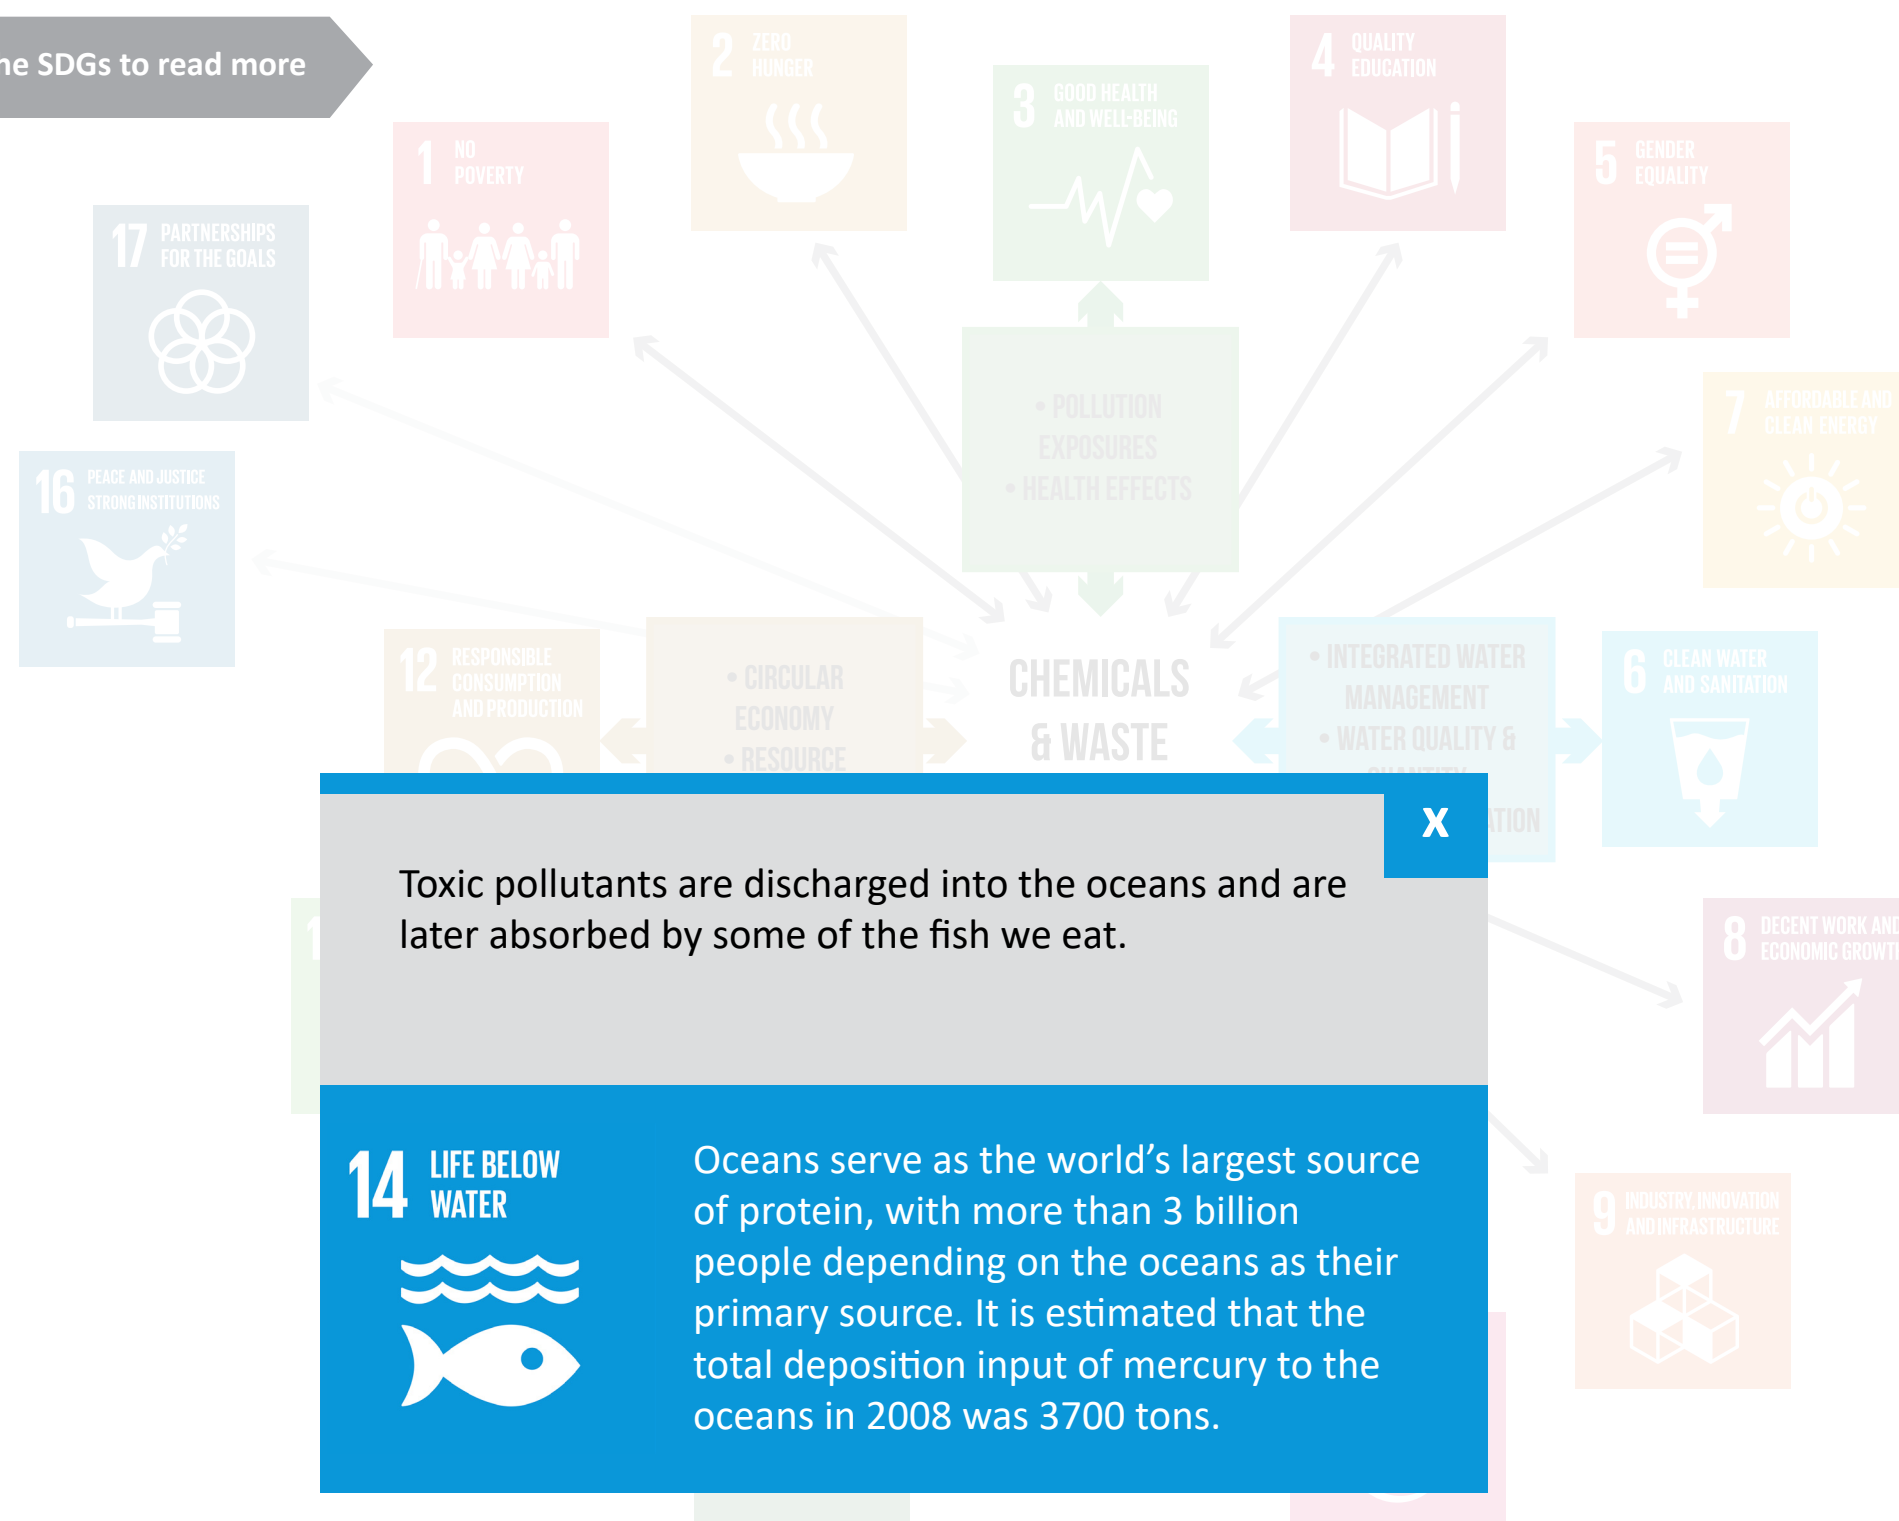 he SDGs to read more
2 ZERO
HUNGER
4 QUALITY
EDUCATION
3 GOOD HEALTH
AND WELL-BEING
1 NO
POVERTY
5 GENDER
EQUALITY
17 PARTNERSHIPS
FOR THE GOALS
• POLLUTION
EXPOSURES
• HEALTH EFFECTS
7 AFFORDABLE AND
CLEAN ENERGY
16 PEACE AND JUSTICE
STRONG INSTITUTIONS
12 RESPONSIBLE
CONSUMPTION
AND PRODUCTION
• CIRCULAR
ECONOMY
• RESOURCE
CHEMICALS
& WASTE
• INTEGRATED WATER
MANAGEMENT
• WATER QUALITY &
QUANTITY
6 CLEAN WATER
AND SANITATION
X
Toxic pollutants are discharged into the oceans and are
later absorbed by some of the fish we eat.
8 DECENT WORK AND
ECONOMIC GROWTH
14 LIFE BELOW
WATER
Oceans serve as the world’s largest source
of protein, with more than 3 billion
people depending on the oceans as their
primary source. It is estimated that the
total deposition input of mercury to the
oceans in 2008 was 3700 tons.
9 INDUSTRY, INNOVATION
AND INFRASTRUCTURE